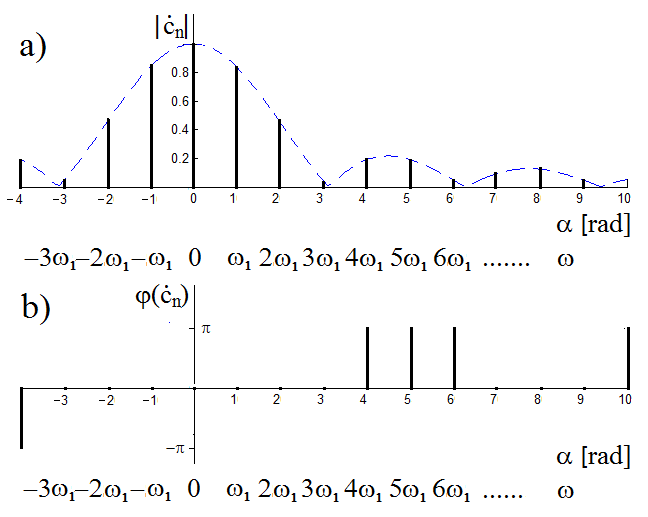 a)
|ċₙ|
0.8
0.6
0.4
0.2
−4 −3 −2 −1 0 1 2 3 4 5 6 7 8 9 10
α [rad]
−3ω₁ −2ω₁ −ω₁ 0 ω₁ 2ω₁ 3ω₁ 4ω₁ 5ω₁ 6ω₁ ....... ω
b)
φ(ċₙ)
π
−3 −2 −1 1 2 3 4 5 6 7 8 9 10
−π
α [rad]
−3ω₁ −2ω₁ −ω₁ 0 ω₁ 2ω₁ 3ω₁ 4ω₁ 5ω₁ 6ω₁ ...... ω